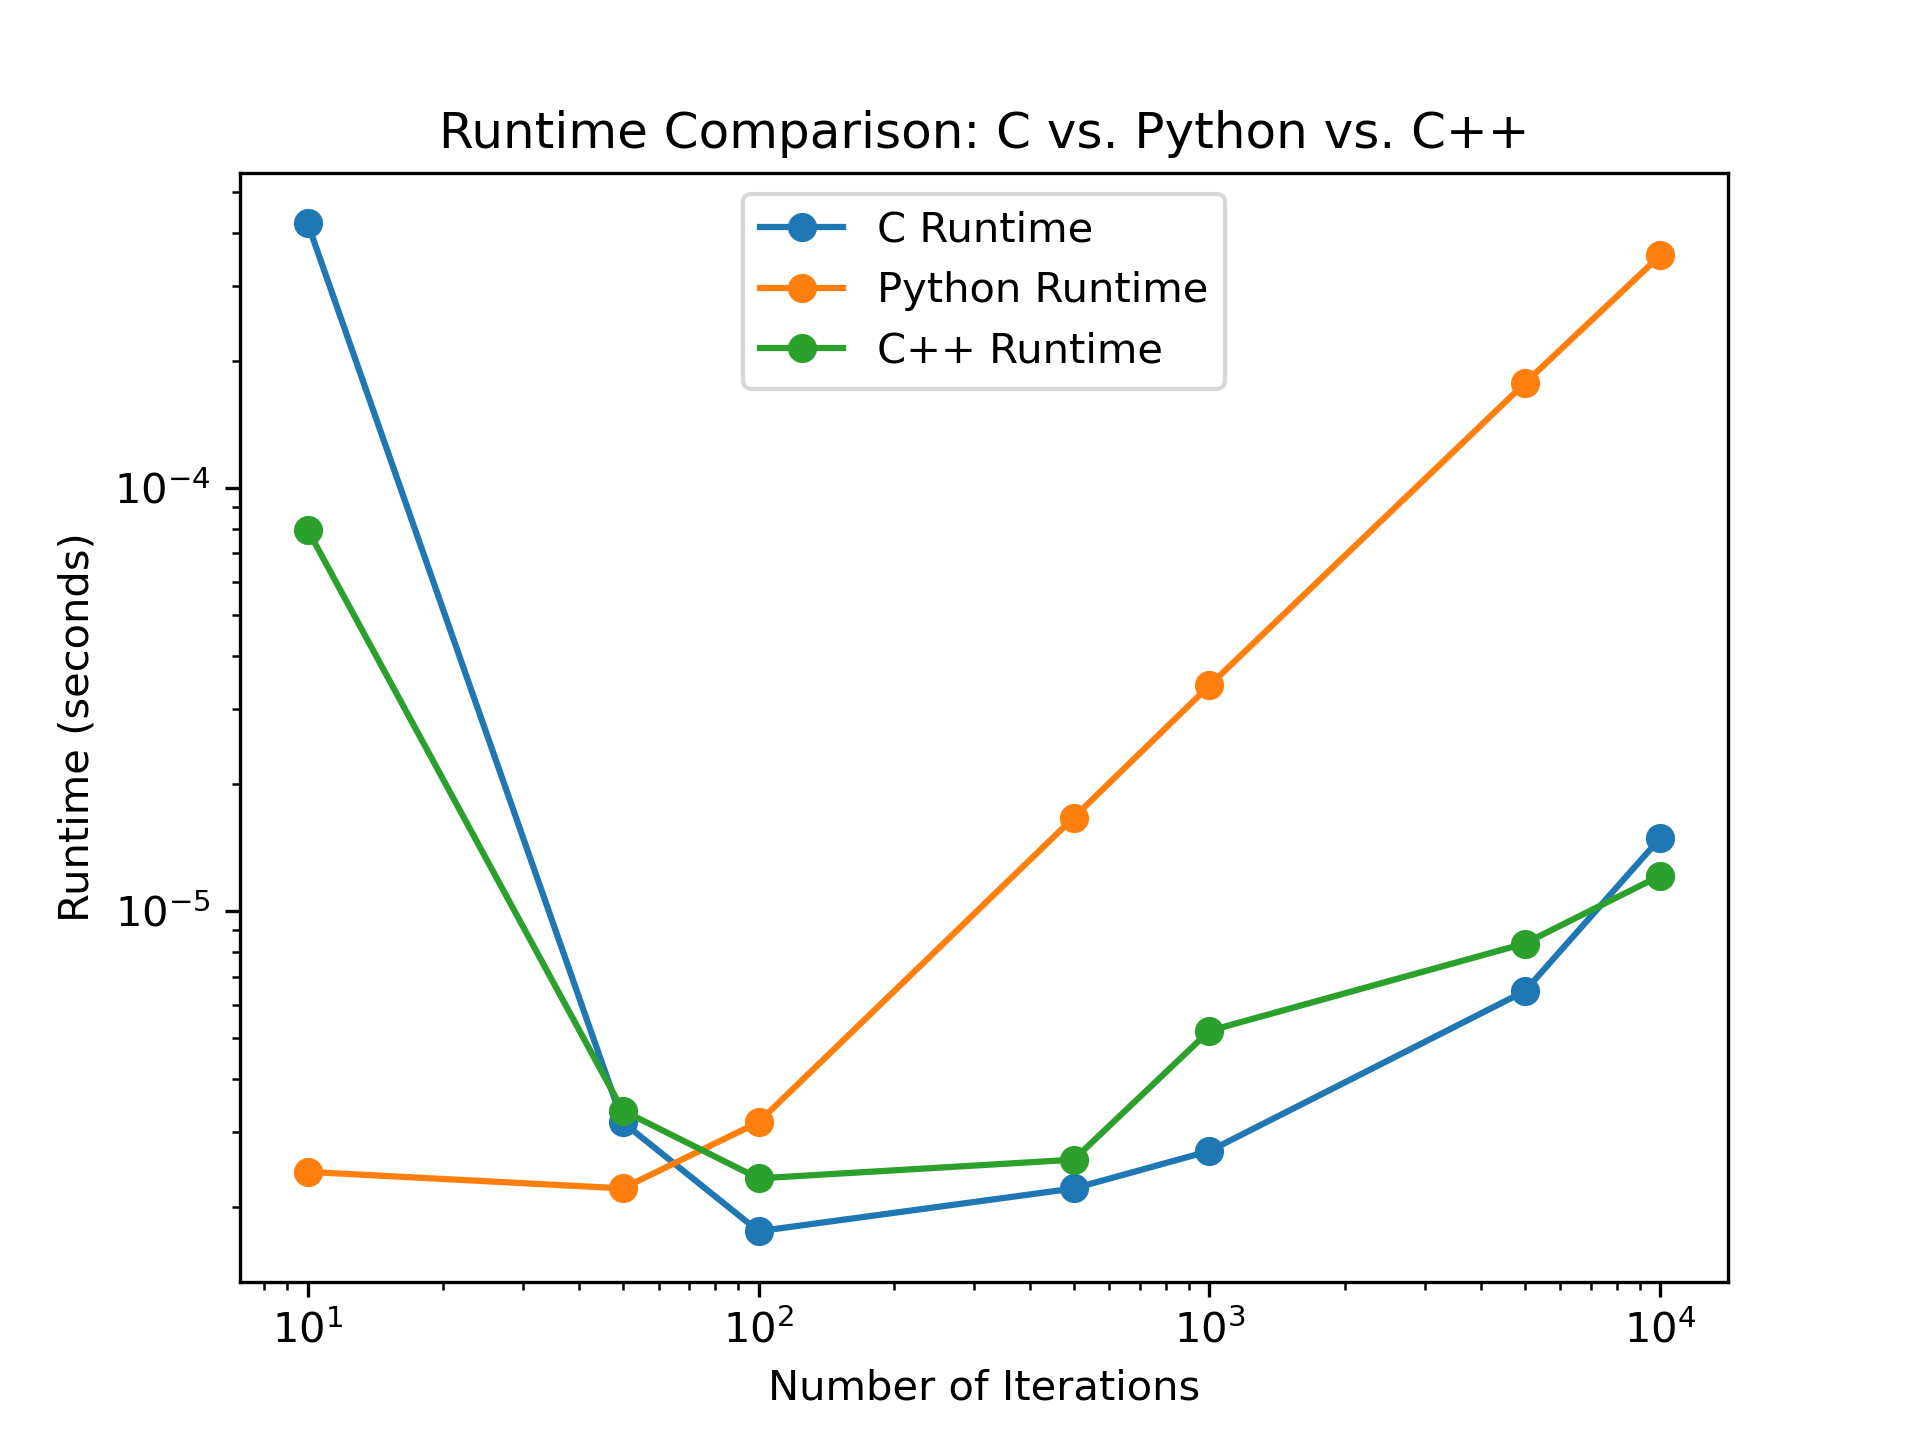 Runtime Comparison: C vs. Python vs. C++
C Runtime
Python Runtime
C++ Runtime
Runtime (seconds)
10⁻⁴
10⁻⁵
10¹ 10² 10³ 10⁴
Number of Iterations